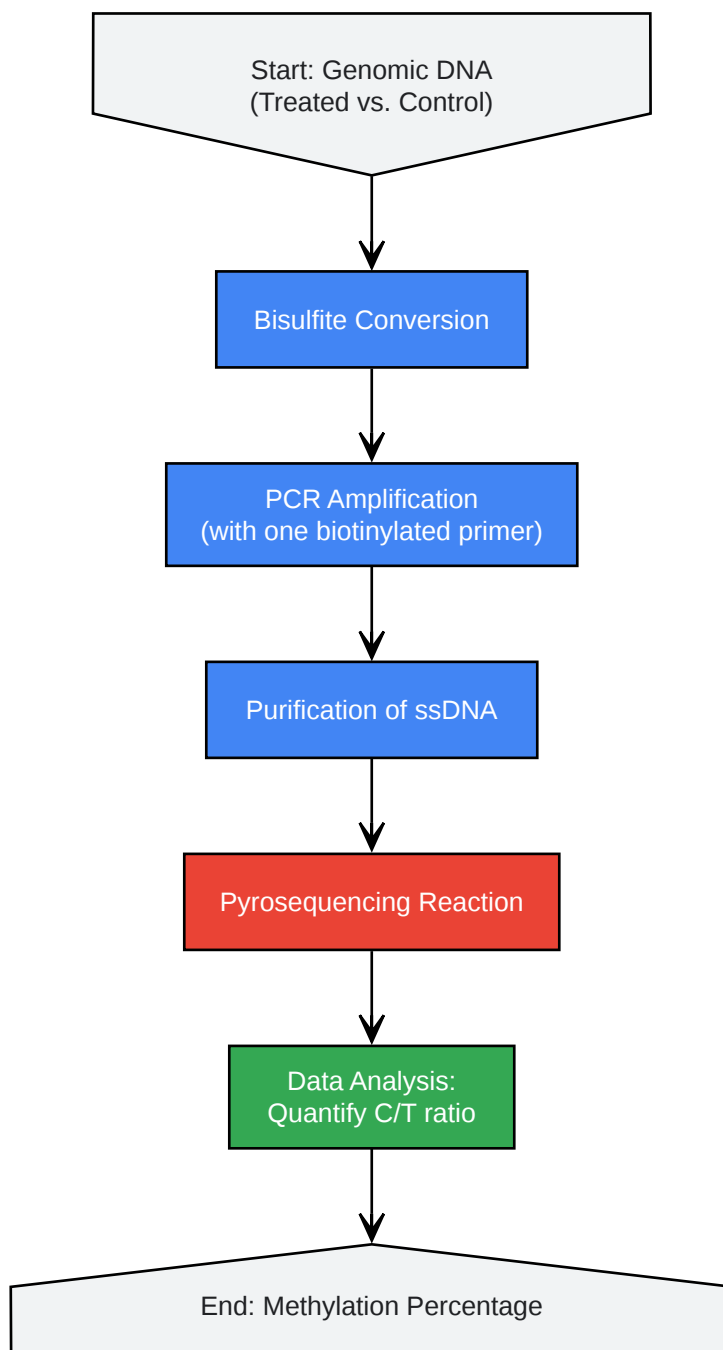 Start: Genomic DNA
(Treated vs. Control)
Bisulfite Conversion
PCR Amplification
(with one biotinylated primer)
Purification of ssDNA
Pyrosequencing Reaction
Data Analysis:
Quantify C/T ratio
End: Methylation Percentage